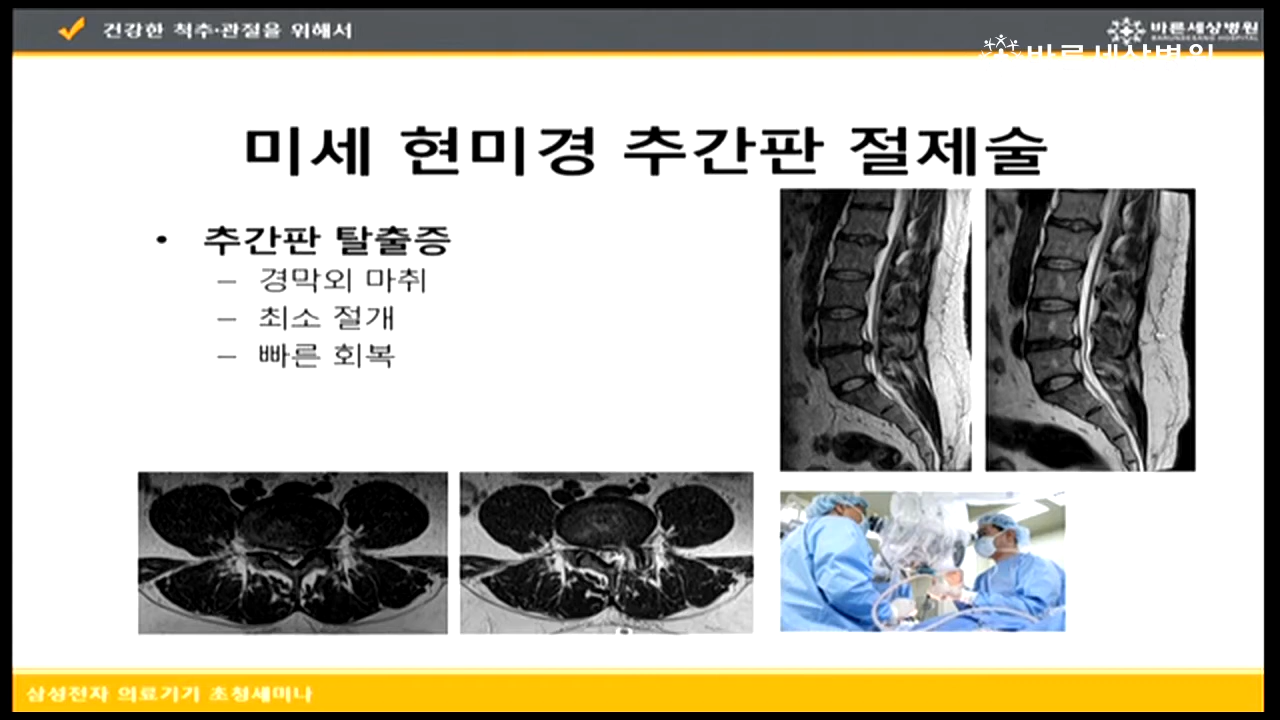 건강한 척추·관절을 위해서
바른세상병원
BARUNSESANG HOSPITAL
바른세상병원
미세 현미경 추간판 절제술
• 추간판 탈출증
– 경막외 마취
– 최소 절개
– 빠른 회복
삼성전자 의료기기 초청세미나